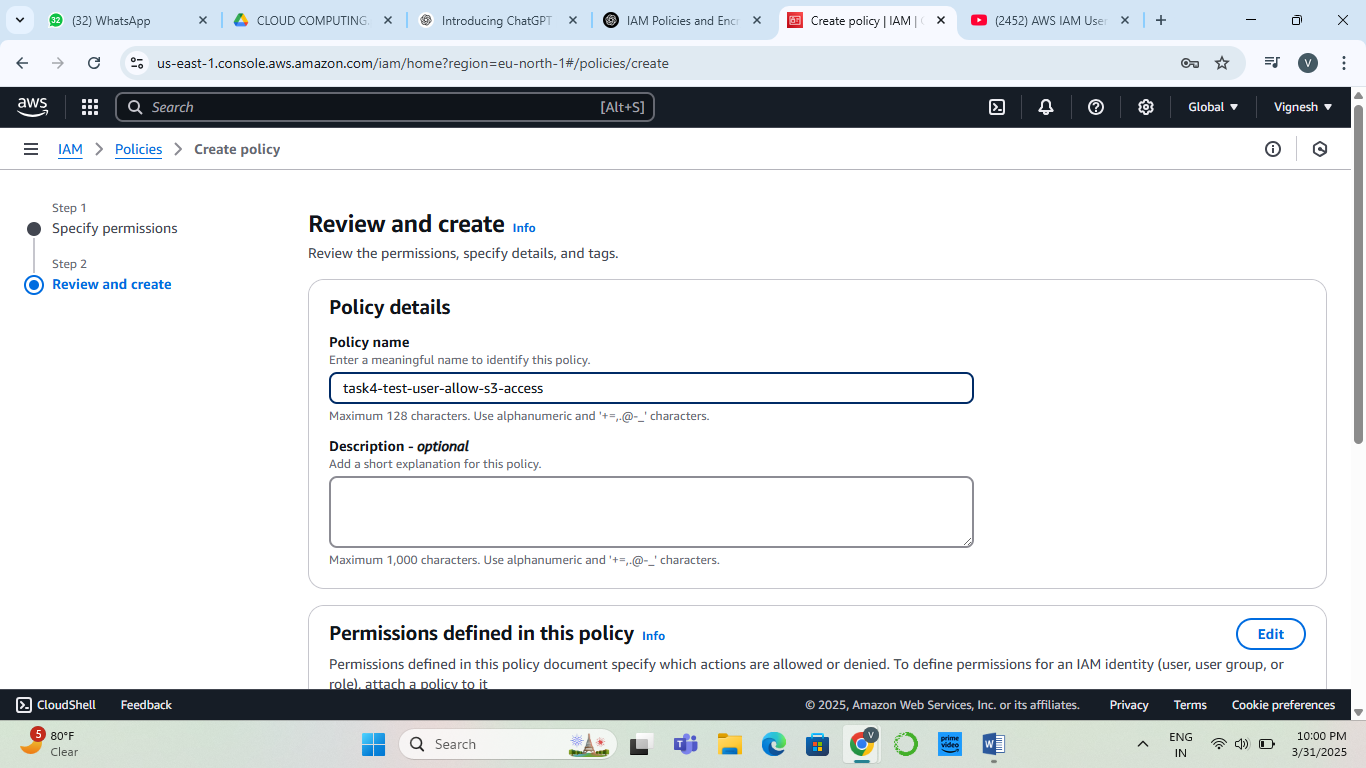 (32) WhatsApp
CLOUD COMPUTING
Introducing ChatGPT
IAM Policies and Encr
Create policy | IAM |
(2452) AWS IAM User
us-east-1.console.aws.amazon.com/iam/home?region=eu-north-1#/policies/create
V
aws
Search
[Alt+S]
Global
Vignesh
IAM
Policies
Create policy
Step 1
Specify permissions
Step 2
Review and create
Review and create Info
Review the permissions, specify details, and tags.
Policy details
Policy name
Enter a meaningful name to identify this policy.
task4-test-user-allow-s3-access
Maximum 128 characters. Use alphanumeric and '+=,.@-_' characters.
Description - optional
Add a short explanation for this policy.
Maximum 1,000 characters. Use alphanumeric and '+=,.@-_' characters.
Permissions defined in this policy Info
Edit
Permissions defined in this policy document specify which actions are allowed or denied. To define permissions for an IAM identity (user, user group, or
role), attach a policy to it
CloudShell
Feedback
© 2025, Amazon Web Services, Inc. or its affiliates.
Privacy
Terms
Cookie preferences
5
80°F
Clear
Search
V
prime video
ENG
IN
10:00 PM
3/31/2025